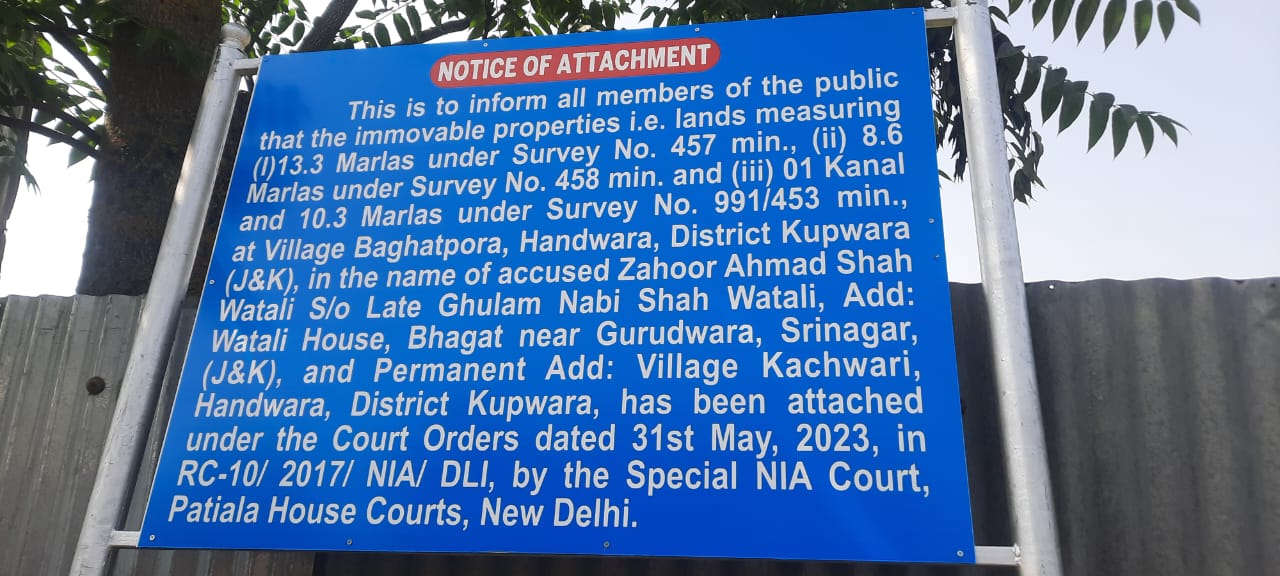 NOTICE OF ATTACHMENT
This is to inform all members of the public
that the immovable properties i.e. lands measuring
(I)13.3 Marlas under Survey No. 457 min., (ii) 8.6
Marlas under Survey No. 458 min. and (iii) 01 Kanal
and 10.3 Marlas under Survey No. 991/453 min.,
at Village Baghatpora, Handwara, District Kupwara
(J&K), in the name of accused Zahoor Ahmad Shah
Watali S/o Late Ghulam Nabi Shah Watali, Add:
Watali House, Bhagat near Gurudwara, Srinagar,
(J&K), and Permanent Add: Village Kachwari,
Handwara, District Kupwara, has been attached
under the Court Orders dated 31st May, 2023, in
RC-10/ 2017/ NIA/ DLI, by the Special NIA Court,
Patiala House Courts, New Delhi.